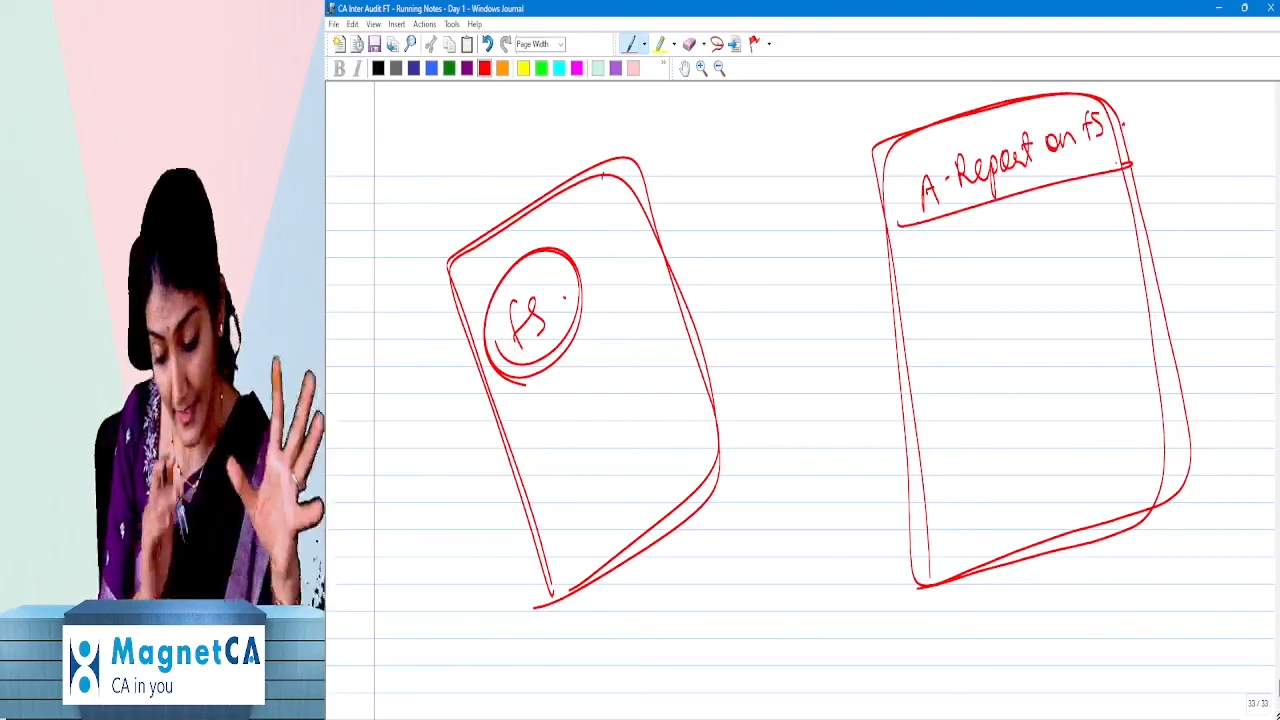 CA Inter Audit FT - Running Notes - Day 1 - Windows Journal
File Edit View Insert Actions Tools Help
Page Width
B I
A-Report on FS.
FS.
MagnetCA
CA in you
33 / 33